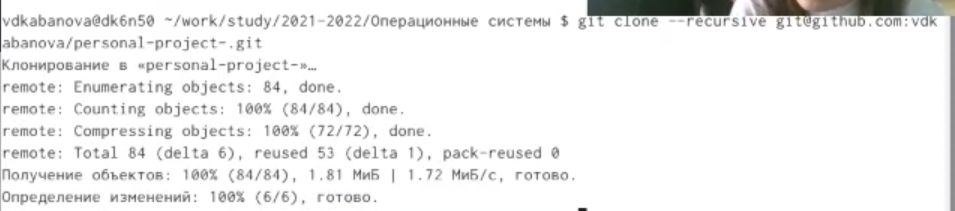 vdkabanova@dk6n50 ~/work/study/2021-2022/Операционные системы $ git clone --recursive git@github.com:vdk
abanova/personal-project-.git
Клонирование в «personal-project-»…
remote: Enumerating objects: 84, done.
remote: Counting objects: 100% (84/84), done.
remote: Compressing objects: 100% (72/72), done.
remote: Total 84 (delta 6), reused 53 (delta 1), pack-reused 0
Получение объектов: 100% (84/84), 1.81 МиБ | 1.72 МиБ/с, готово.
Определение изменений: 100% (6/6), готово.